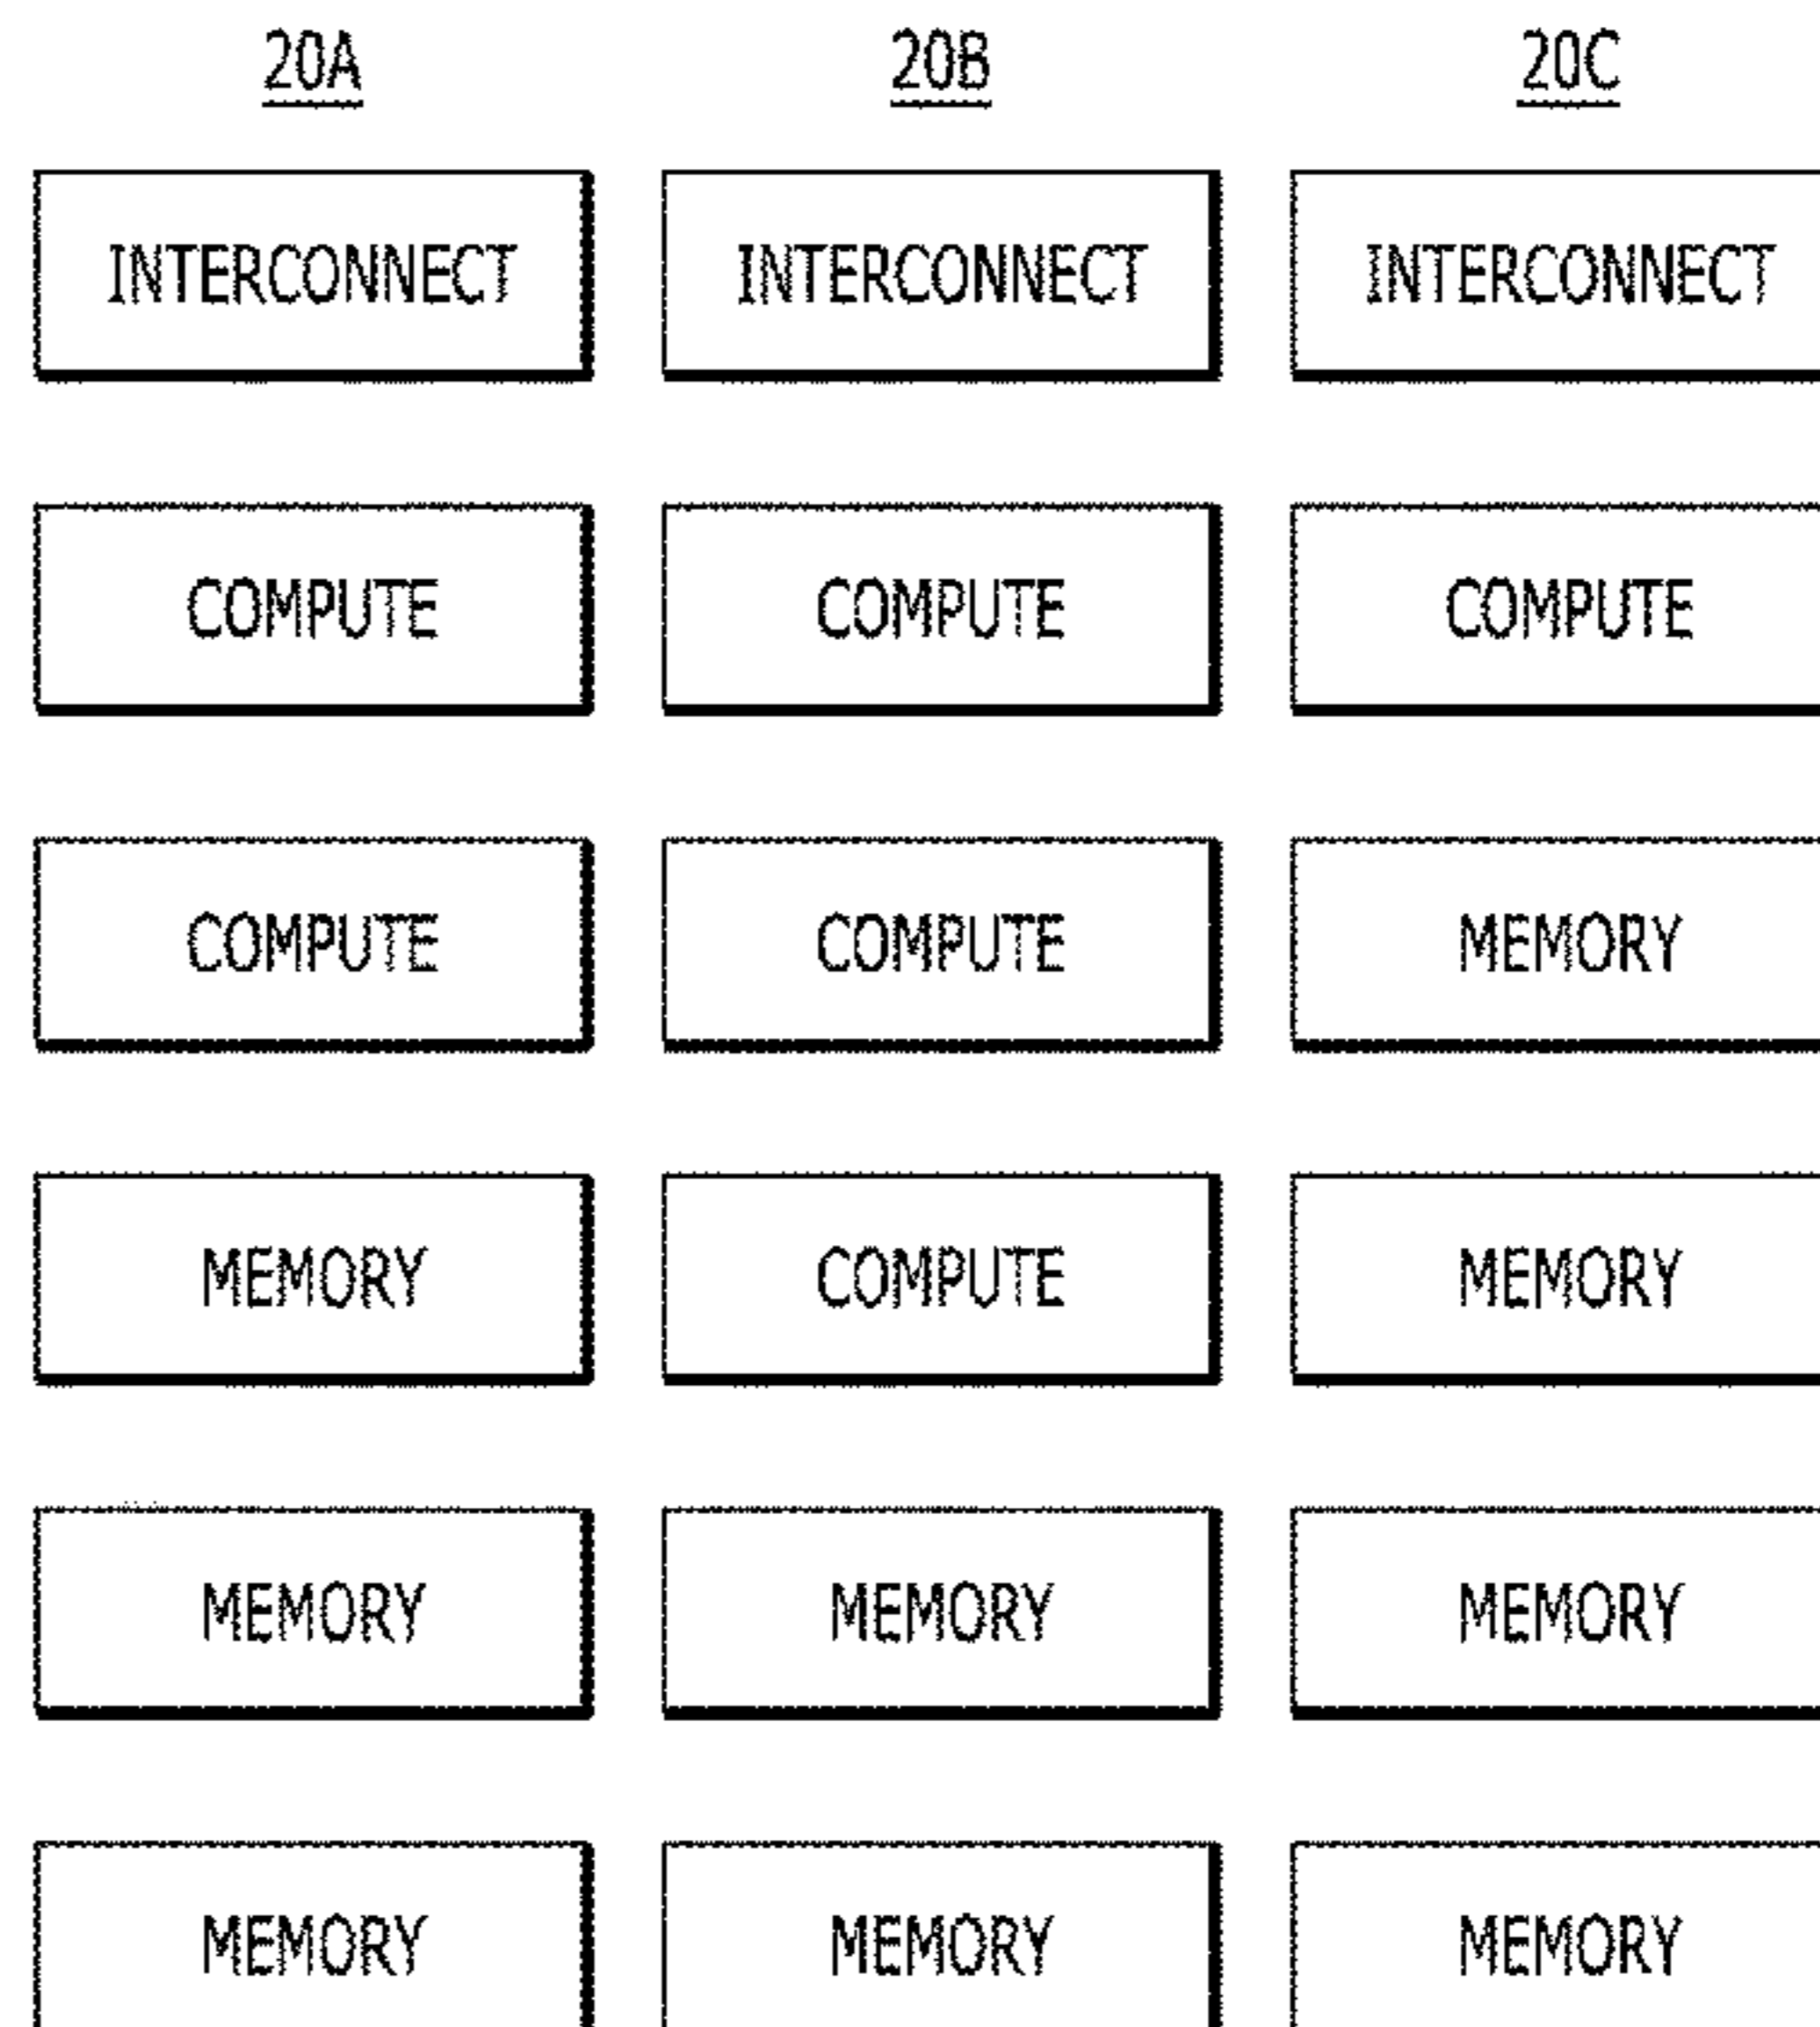 20A 20B 20C
INTERCONNECT INTERCONNECT INTERCONNECT
COMPUTE COMPUTE COMPUTE
COMPUTE COMPUTE MEMORY
MEMORY COMPUTE MEMORY
MEMORY MEMORY MEMORY
MEMORY MEMORY MEMORY